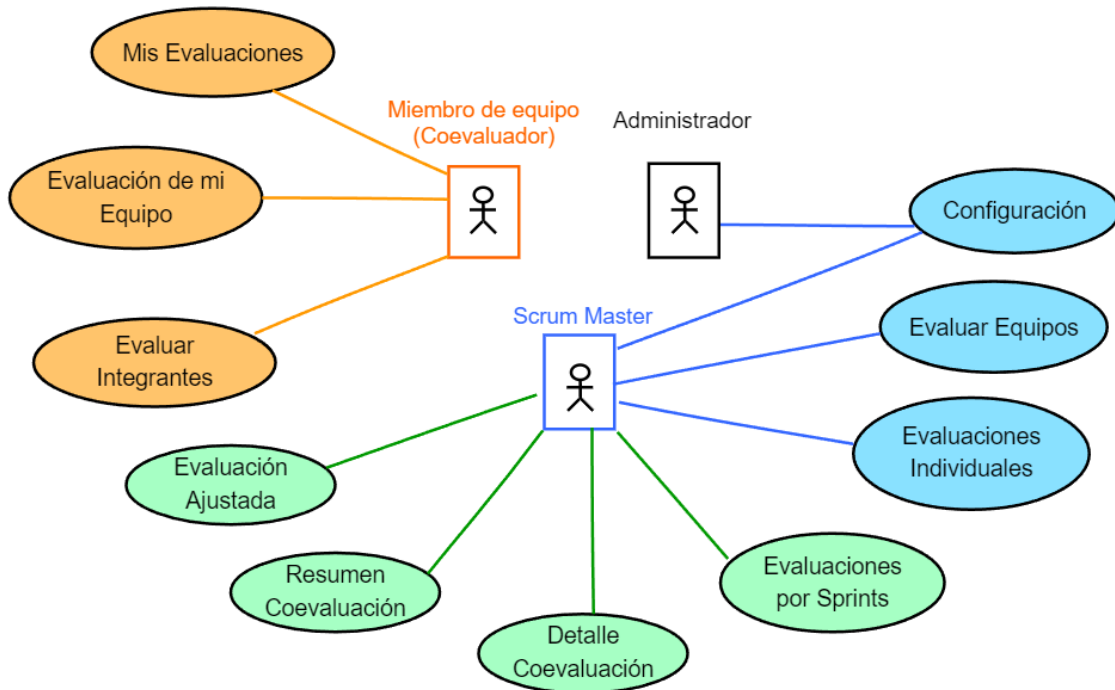 Mis Evaluaciones
Miembro de equipo
(Coevaluador)
Administrador
Evaluación de mi
Equipo
Configuración
Scrum Master
Evaluar Equipos
Evaluar
Integrantes
Evaluaciones
Individuales
Evaluación
Ajustada
Resumen
Coevaluación
Evaluaciones
por Sprints
Detalle
Coevaluación